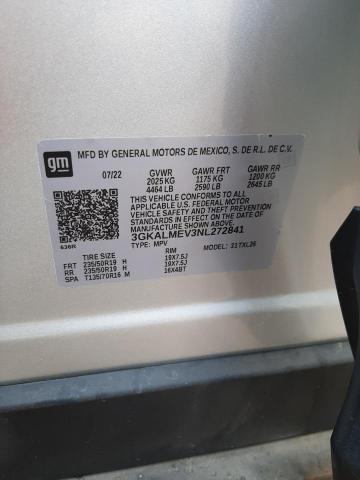 gm
MFD BY GENERAL MOTORS DE MEXICO, S. DE R.L. DE C.V.
07/22 GVWR GAWR FRT GAWR RR
2025 KG 1175 KG 1200 KG
4464 LB 2590 LB 2645 LB
THIS VEHICLE CONFORMS TO ALL
APPLICABLE U.S. FEDERAL MOTOR
VEHICLE SAFETY AND THEFT PREVENTION
STANDARDS IN EFFECT ON THE DATE OF
MANUFACTURE SHOWN ABOVE.
3GKALMEV3NL272841
636R TYPE: MPV MODEL: 31TXL26
TIRE SIZE RIM
FRT 235/50R19 H 19X7.5J
RR 235/50R19 H 19X7.5J
SPA T135/70R16 M 16X4BT